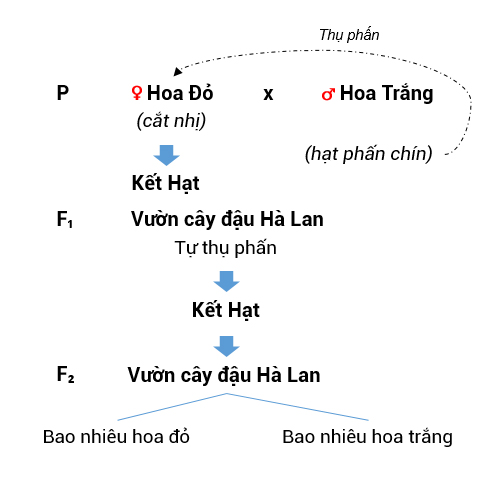 Thụ phấn
P ♀ Hoa Đỏ x ♂ Hoa Trắng
(cắt nhị)
(hạt phấn chín)
Kết Hạt
F₁ Vườn cây đậu Hà Lan
Tự thụ phấn
Kết Hạt
F₂ Vườn cây đậu Hà Lan
Bao nhiêu hoa đỏ Bao nhiêu hoa trắng